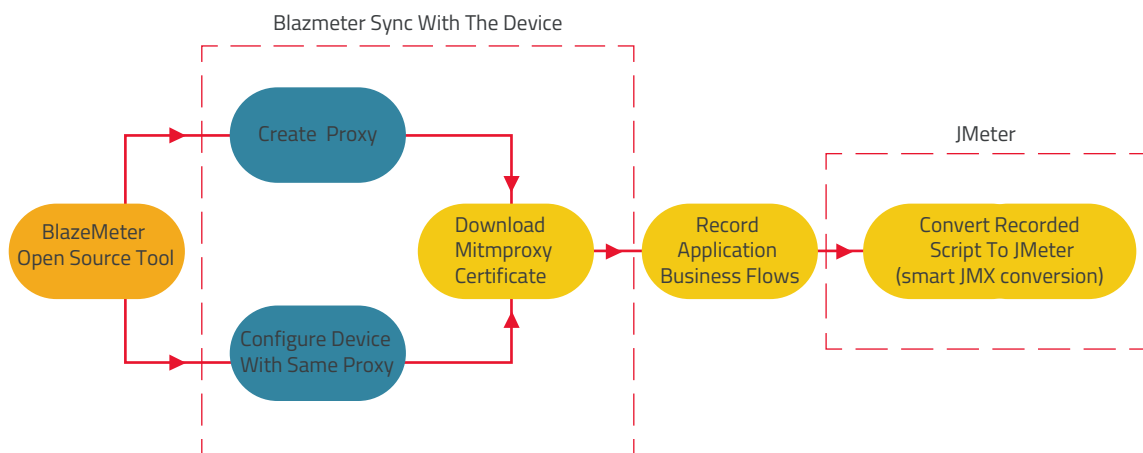 Blazmeter Sync With The Device
Create Proxy
JMeter
BlazeMeter
Open Source Tool
Download
Mitmproxy
Certificate
Record
Application
Business Flows
Convert Recorded
Script To JMeter
(smart JMX conversion)
Configure Device
With Same Proxy